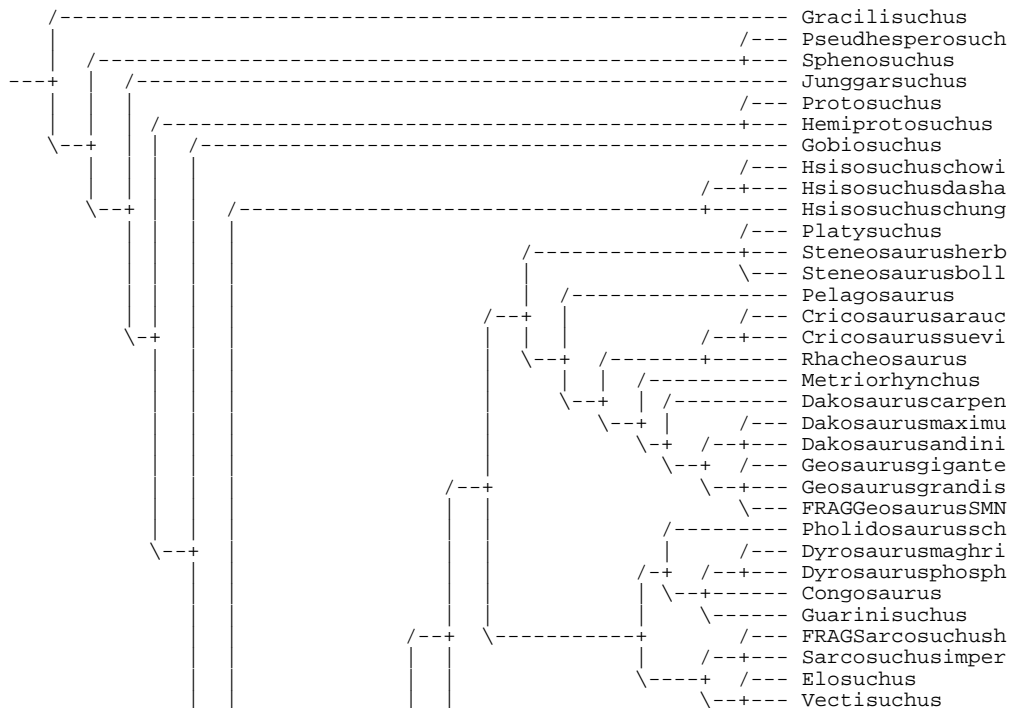 Gracilisuchus
Pseudhesperosuch
Sphenosuchus
Junggarsuchus
Protosuchus
Hemiprotosuchus
Gobiosuchus
Hsisosuchuschowi
Hsisosuchusdasha
Hsisosuchuschung
Platysuchus
Steneosaurusherb
Steneosaurusboll
Pelagosaurus
Cricosaurusarauc
Cricosaurussuevi
Rhacheosaurus
Metriorhynchus
Dakosauruscarpen
Dakosaurusmaximu
Dakosaurusandini
Geosaurusgigante
Geosaurusgrandis
FRAGGeosaurusSMN
Pholidosaurussch
Dyrosaurusmaghri
Dyrosaurusphosph
Congosaurus
Guarinisuchus
FRAGSarcosuchush
Sarcosuchusimper
Elosuchus
Vectisuchus